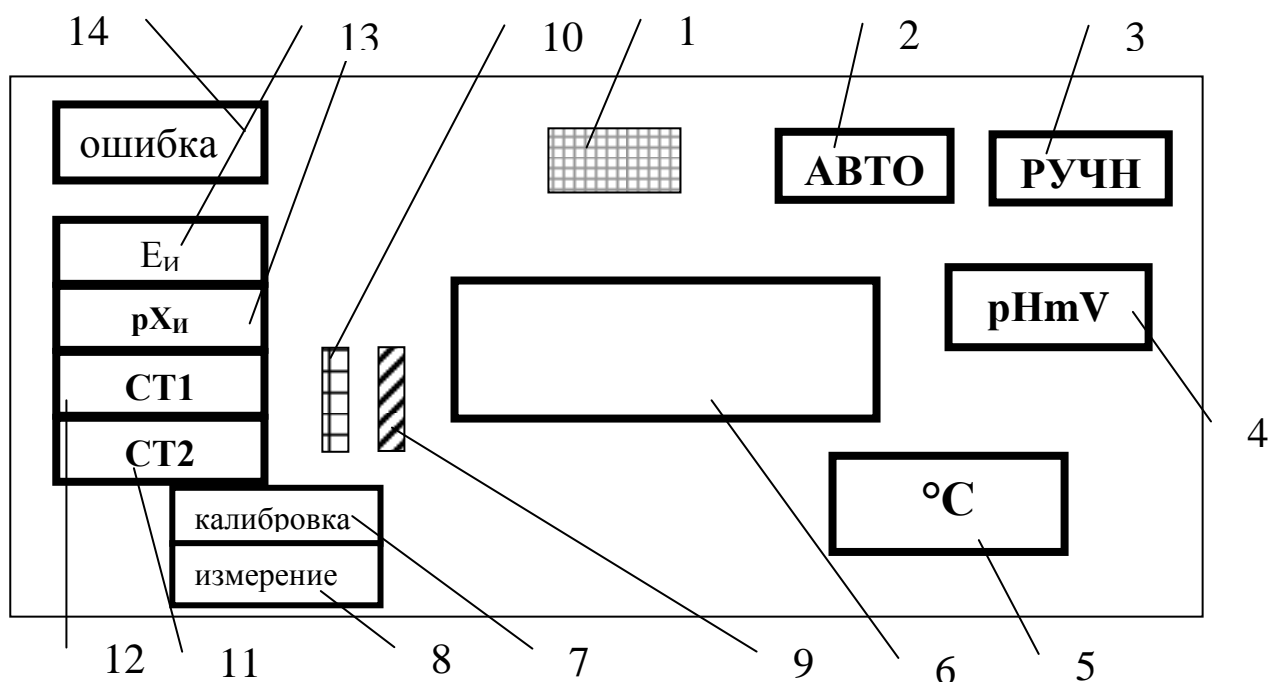 14 13 10 1 2 3
ошибка
АВТО РУЧН
Eи
pHmV
pXи
СТ1
4
СТ2
°C
калибровка
измерение
12 11 8 7 9 6 5